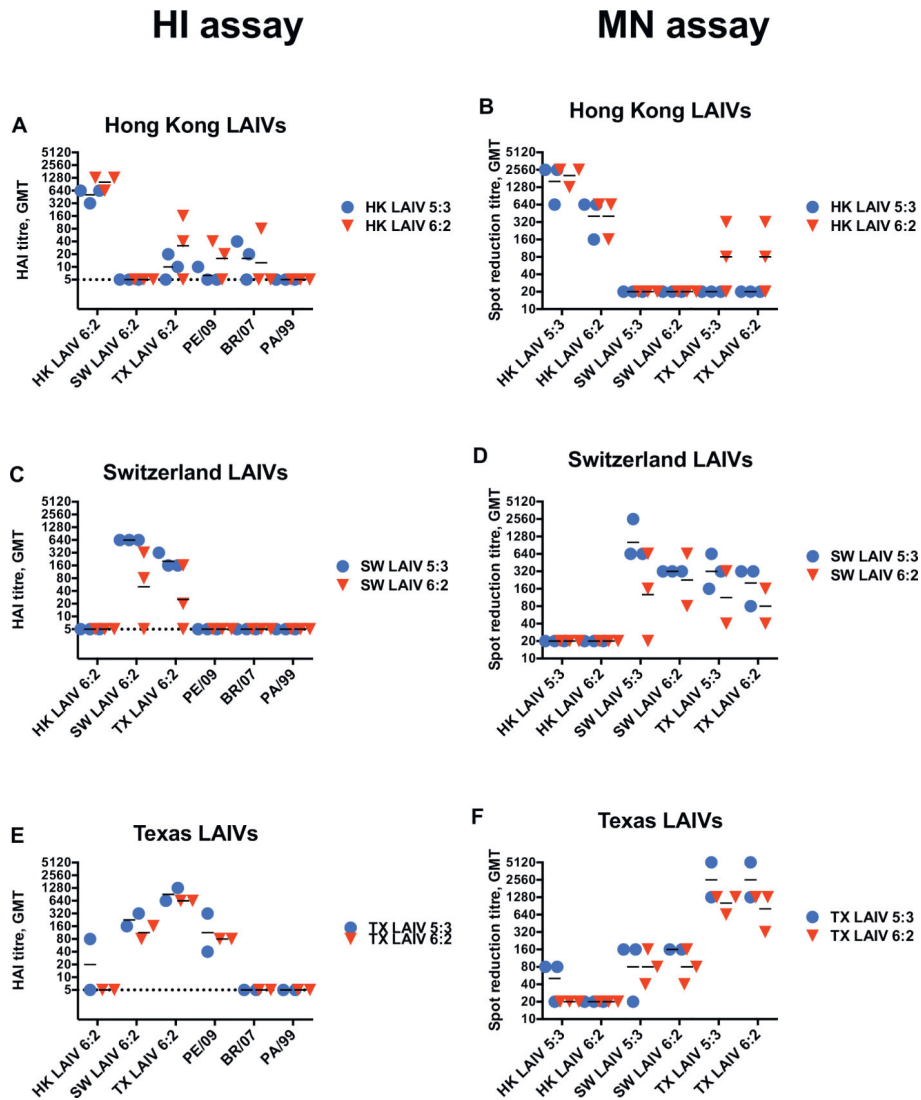 HI assay
MN assay
A
Hong Kong LAIVs
HAI titre, GMT
5120
2560
1280
640
320
160
80
40
20
10
5
HK LAIV 6:2
SW LAIV 6:2
TX LAIV 6:2
PE/09
BR/07
PA/99
HK LAIV 5:3
HK LAIV 6:2
B
Hong Kong LAIVs
Spot reduction titre, GMT
5120
2560
1280
640
320
160
80
40
20
10
HK LAIV 5:3
HK LAIV 6:2
SW LAIV 5:3
SW LAIV 6:2
TX LAIV 5:3
TX LAIV 6:2
HK LAIV 5:3
HK LAIV 6:2
C
Switzerland LAIVs
HAI titre, GMT
5120
2560
1280
640
320
160
80
40
20
10
5
HK LAIV 6:2
SW LAIV 6:2
TX LAIV 6:2
PE/09
BR/07
PA/99
SW LAIV 5:3
SW LAIV 6:2
D
Switzerland LAIVs
Spot reduction titre, GMT
5120
2560
1280
640
320
160
80
40
20
10
HK LAIV 5:3
HK LAIV 6:2
SW LAIV 5:3
SW LAIV 6:2
TX LAIV 5:3
TX LAIV 6:2
SW LAIV 5:3
SW LAIV 6:2
E
Texas LAIVs
HAI titre, GMT
5120
2560
1280
640
320
160
80
40
20
10
5
HK LAIV 6:2
SW LAIV 6:2
TX LAIV 6:2
PE/09
BR/07
PA/99
TX LAIV 5:3
TX LAIV 6:2
F
Texas LAIVs
Spot reduction titre, GMT
5120
2560
1280
640
320
160
80
40
20
10
HK LAIV 5:3
HK LAIV 6:2
SW LAIV 5:3
SW LAIV 6:2
TX LAIV 5:3
TX LAIV 6:2
TX LAIV 5:3
TX LAIV 6:2